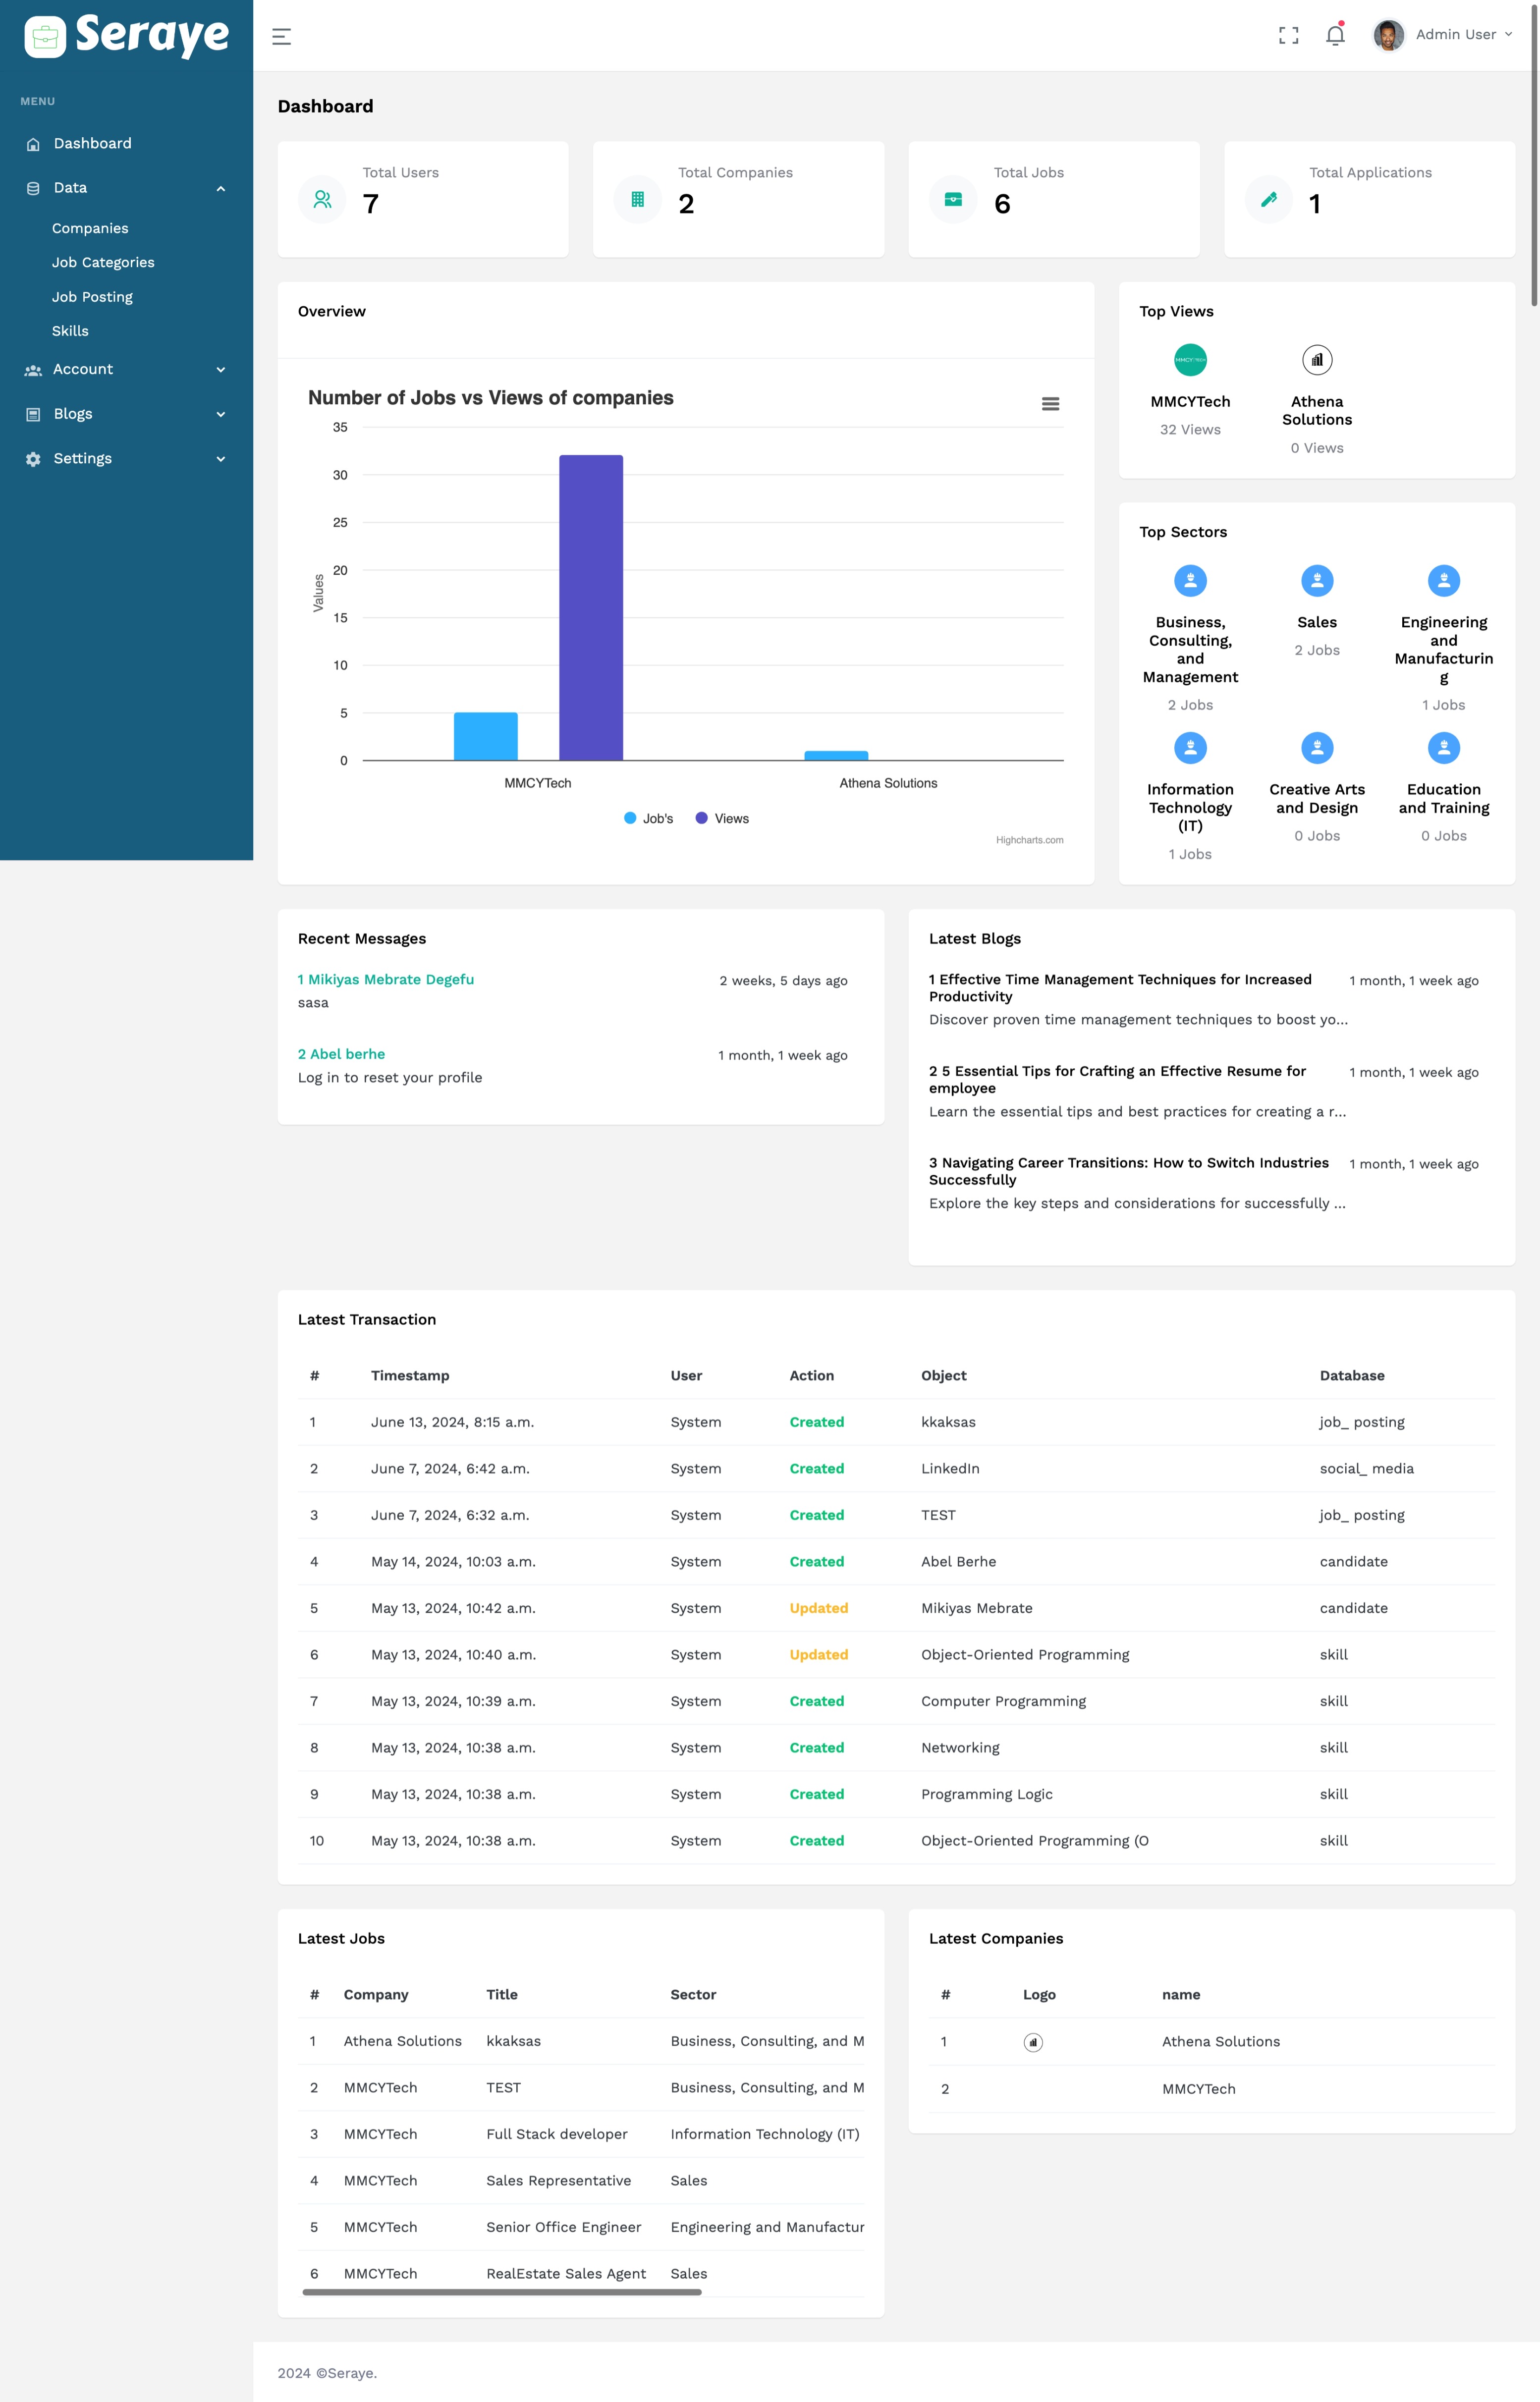 Seraye
Admin User
MENU
Dashboard
Data
Companies
Job Categories
Job Posting
Skills
Account
Blogs
Settings
Dashboard
Total Users
7
Total Companies
2
Total Jobs
6
Total Applications
1
Overview
Number of Jobs vs Views of companies
35
30
25
20
15
10
5
0
Values
MMCYTech
Athena Solutions
Job's
Views
Highcharts.com
Top Views
MMCYTECH
MMCYTech
32 Views
Athena
Solutions
0 Views
Top Sectors
Business,
Consulting,
and
Management
2 Jobs
Sales
2 Jobs
Engineering
and
Manufacturin
g
1 Jobs
Information
Technology
(IT)
1 Jobs
Creative Arts
and Design
0 Jobs
Education
and Training
0 Jobs
Recent Messages
1 Mikiyas Mebrate Degefu
2 weeks, 5 days ago
sasa
2 Abel berhe
1 month, 1 week ago
Log in to reset your profile
Latest Blogs
1 Effective Time Management Techniques for Increased
Productivity
1 month, 1 week ago
Discover proven time management techniques to boost yo...
2 5 Essential Tips for Crafting an Effective Resume for
employee
1 month, 1 week ago
Learn the essential tips and best practices for creating a r...
3 Navigating Career Transitions: How to Switch Industries
Successfully
1 month, 1 week ago
Explore the key steps and considerations for successfully ...
Latest Transaction
# Timestamp User Action Object Database
1 June 13, 2024, 8:15 a.m. System Created kkaksas job_ posting
2 June 7, 2024, 6:42 a.m. System Created LinkedIn social_ media
3 June 7, 2024, 6:32 a.m. System Created TEST job_ posting
4 May 14, 2024, 10:03 a.m. System Created Abel Berhe candidate
5 May 13, 2024, 10:42 a.m. System Updated Mikiyas Mebrate candidate
6 May 13, 2024, 10:40 a.m. System Updated Object-Oriented Programming skill
7 May 13, 2024, 10:39 a.m. System Created Computer Programming skill
8 May 13, 2024, 10:38 a.m. System Created Networking skill
9 May 13, 2024, 10:38 a.m. System Created Programming Logic skill
10 May 13, 2024, 10:38 a.m. System Created Object-Oriented Programming (O skill
Latest Jobs
# Company Title Sector
1 Athena Solutions kkaksas Business, Consulting, and M
2 MMCYTech TEST Business, Consulting, and M
3 MMCYTech Full Stack developer Information Technology (IT)
4 MMCYTech Sales Representative Sales
5 MMCYTech Senior Office Engineer Engineering and Manufactur
6 MMCYTech RealEstate Sales Agent Sales
Latest Companies
# Logo name
1 Athena Solutions
2 MMCYTech
2024 ©Seraye.